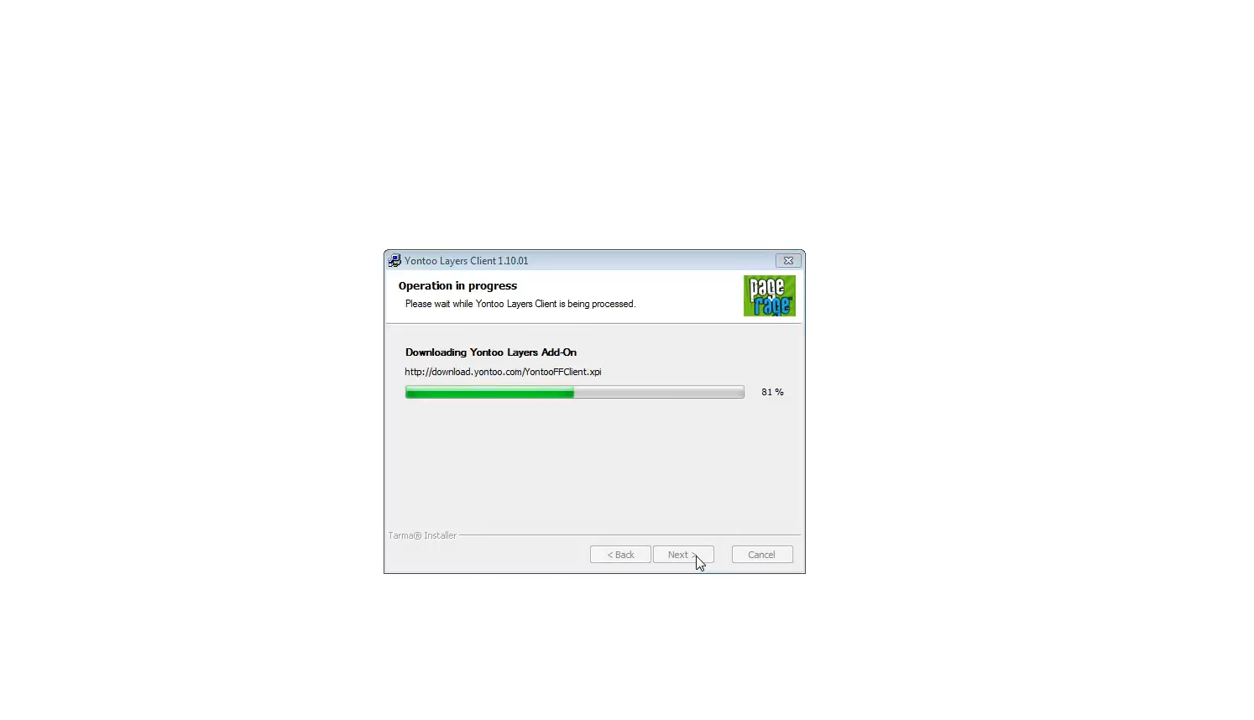 Yontoo Layers Client 1.10.01
Operation in progress
Please wait while Yontoo Layers Client is being processed.
page
rage
Downloading Yontoo Layers Add-On
http://download.yontoo.com/YontooFFClient.xpi
81 %
Tarma® Installer
< Back
Next >
Cancel